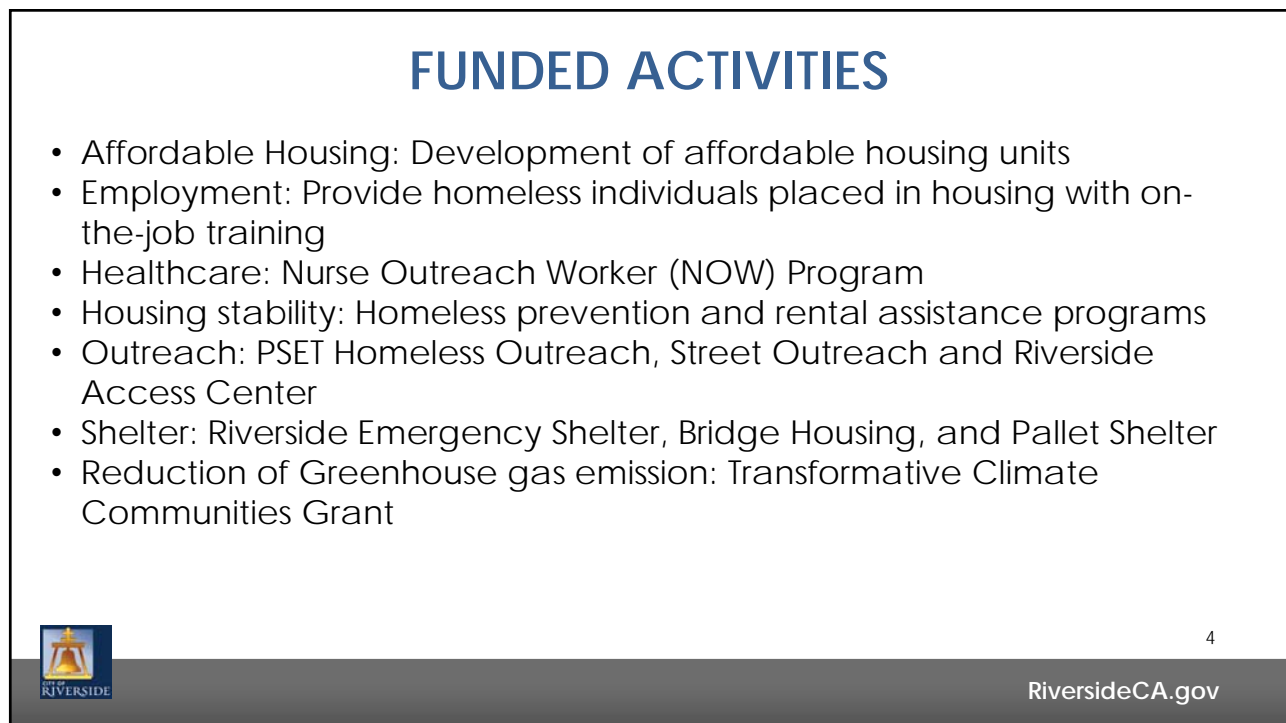 FUNDED ACTIVITIES
• Affordable Housing: Development of affordable housing units
• Employment: Provide homeless individuals placed in housing with on-
the-job training
• Healthcare: Nurse Outreach Worker (NOW) Program
• Housing stability: Homeless prevention and rental assistance programs
• Outreach: PSET Homeless Outreach, Street Outreach and Riverside
Access Center
• Shelter: Riverside Emergency Shelter, Bridge Housing, and Pallet Shelter
• Reduction of Greenhouse gas emission: Transformative Climate
Communities Grant
4
CITY OF
RIVERSIDE
RiversideCA.gov